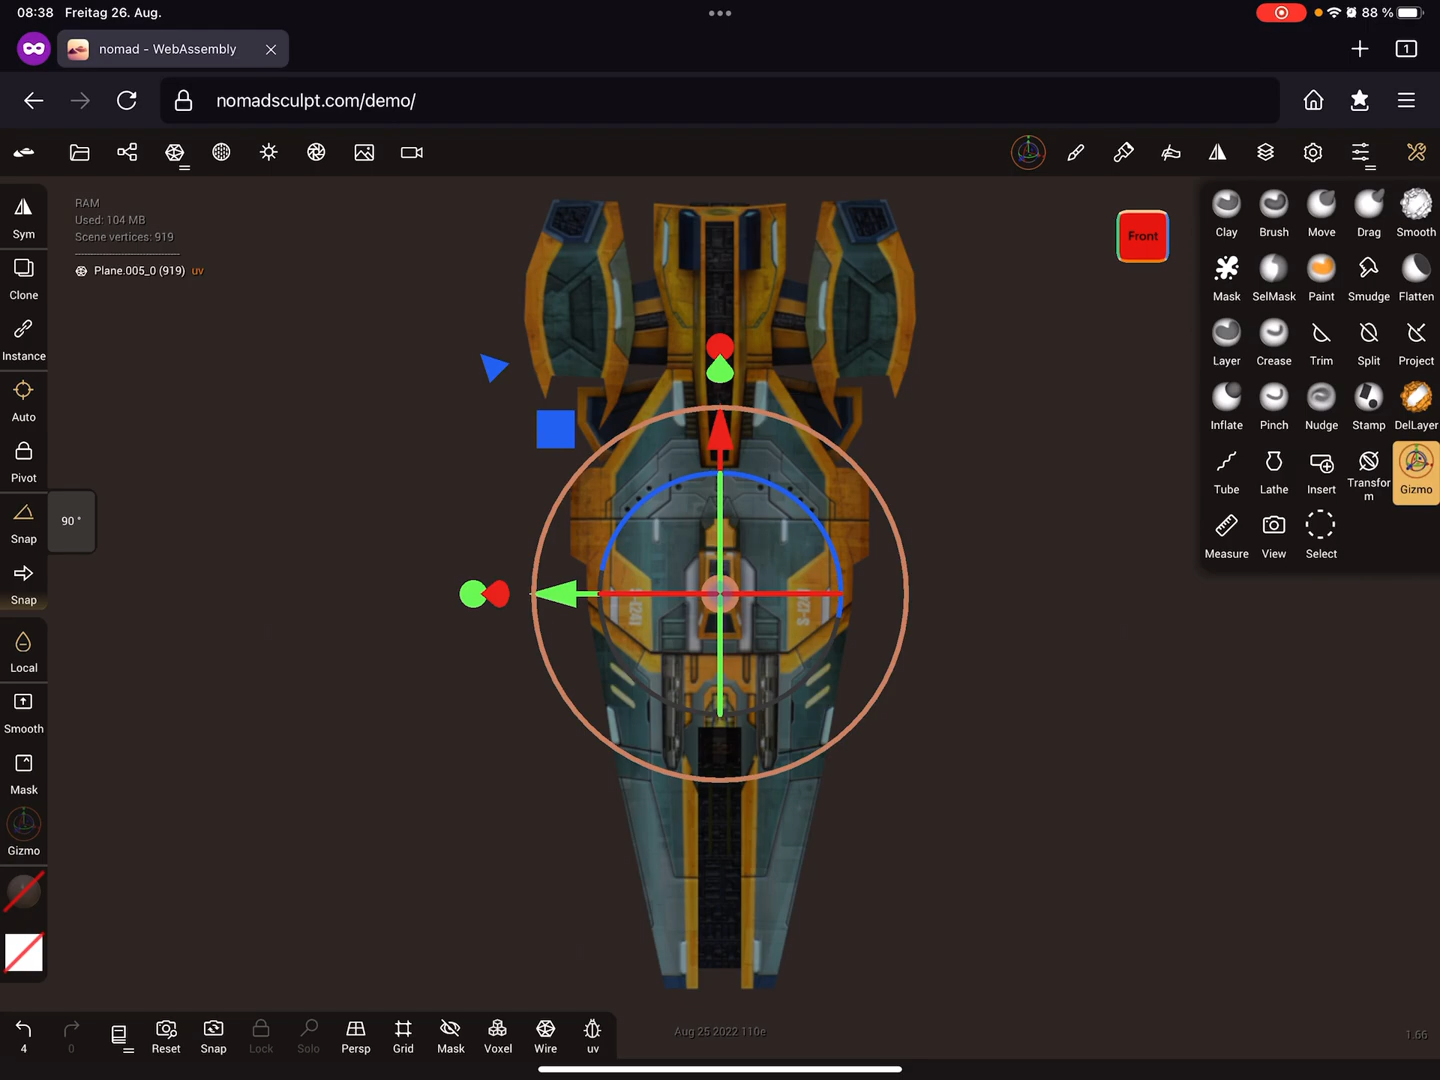 08:38 Freitag 26. Aug.
88 %
nomad - WebAssembly
1
nomadsculpt.com/demo/
RAM
Used: 104 MB
Scene vertices: 919
Plane.005_0 (919) uv
Front
Sym
Clone
Instance
Auto
Pivot
Snap
90 °
Snap
Local
Smooth
Mask
Gizmo
Clay Brush Move Drag Smooth
Mask SelMask Paint Smudge Flatten
Layer Crease Trim Split Project
Inflate Pinch Nudge Stamp DelLayer
Tube Lathe Insert Transfor
m
Gizmo
Measure View Select
S-124
4 0 Reset Snap Lock Solo Persp Grid Mask Voxel Wire uv
Aug 25 2022 110e
1.66